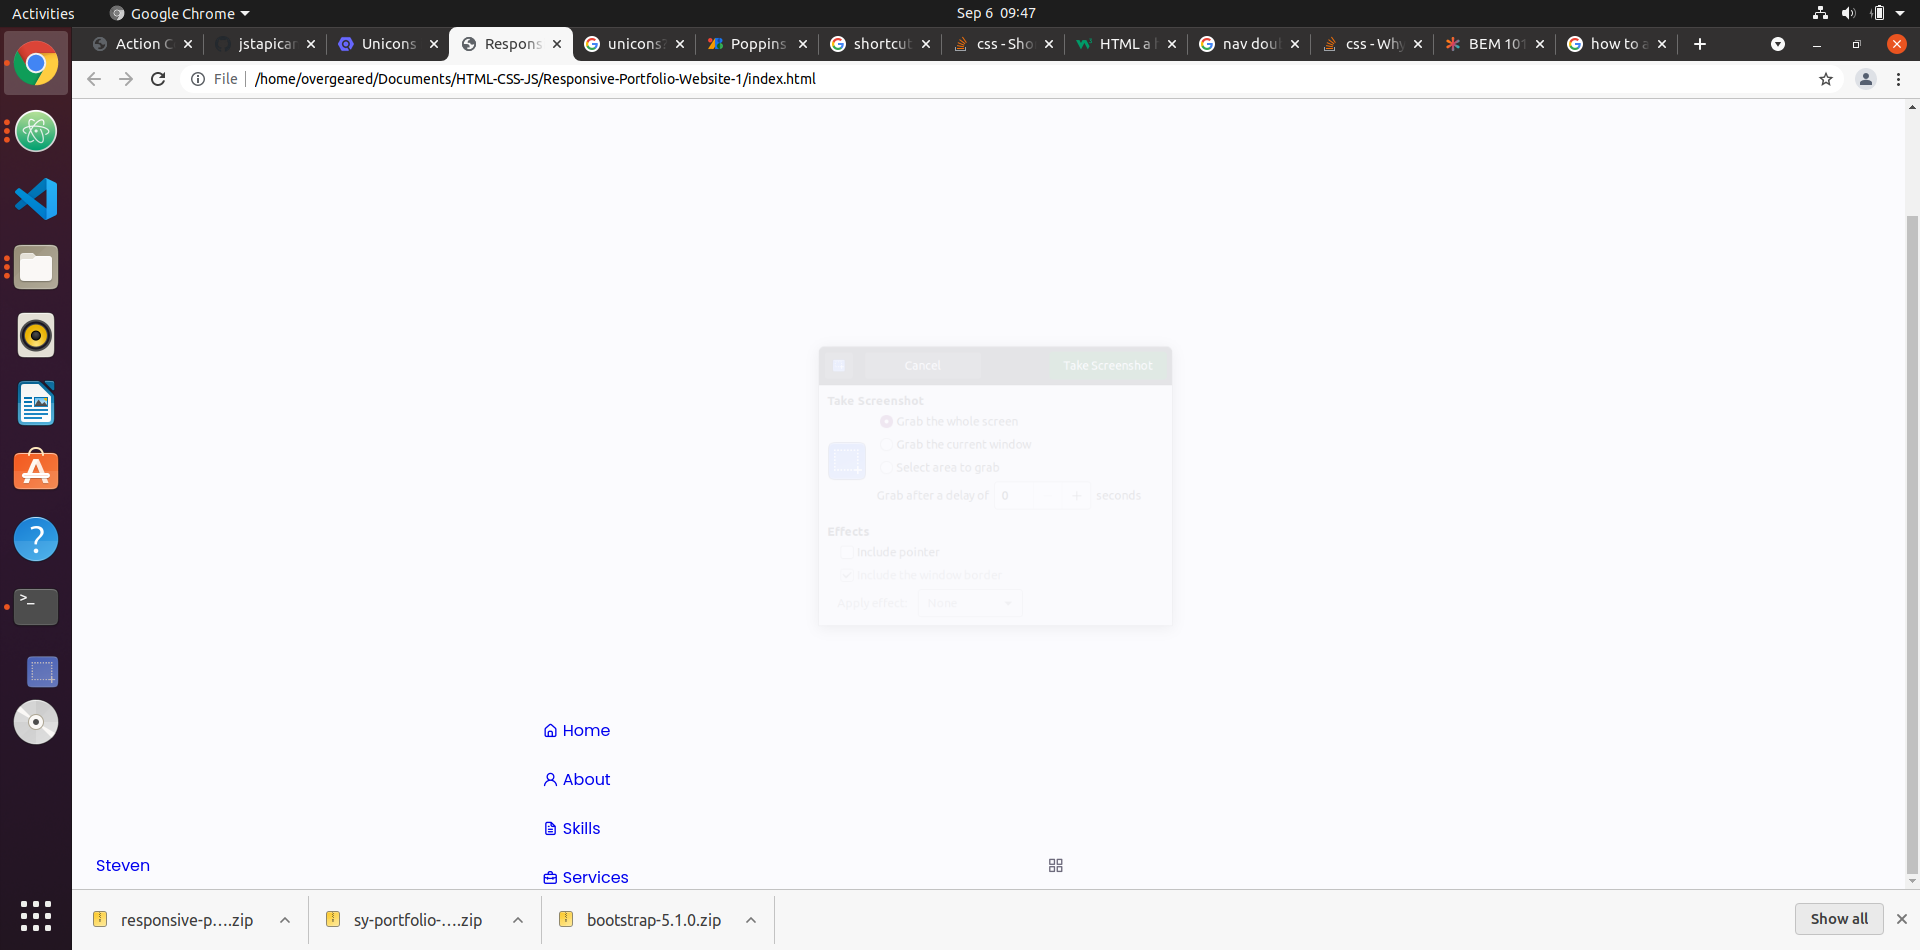 Activities
Google Chrome
Sep 6 09:47
Action C
jstapicar
Unicons
Respons
unicons?
Poppins
shortcut
css - Sho
HTML a h
nav doub
css - Why
BEM 101
how to a
File
/home/overgeared/Documents/HTML-CSS-JS/Responsive-Portfolio-Website-1/index.html
Cancel
Take Screenshot
Take Screenshot
Grab the whole screen
Grab the current window
Select area to grab
Grab after a delay of 0 + seconds
Effects
Include pointer
Include the window border
Apply effect: None
Home
About
Skills
Steven
Services
responsive-p....zip
sy-portfolio-....zip
bootstrap-5.1.0.zip
Show all